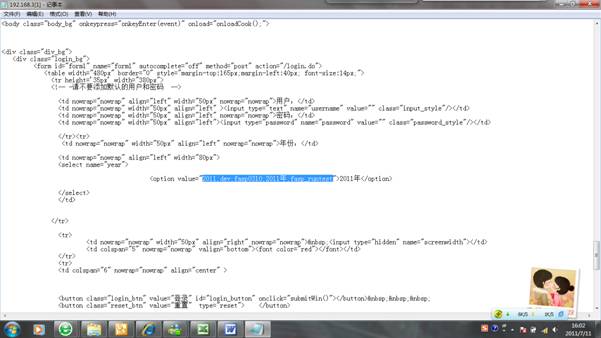 192.168.3[1] - 记事本
文件(F) 编辑(E) 格式(O) 查看(V) 帮助(H)
<body class="body_bg" onkeypress="onkeyEnter(event)" onload="onloadCook();">
<div class="div_bg">
<div class="login_bg">
<form id="form1" name="form1" autocomplete="off" method="post" action="/login.do">
<table width="480px" border="0" style="margin-top:165px;margin-left:40px; font-size:14px;">
<tr height="35px" width="380px">
<!-- -请不要添加默认的用户和密码 -->
<td nowrap="nowrap" align="left" width="50px" nowrap="nowrap">用户：</td>
<td nowrap="nowrap" width="50px" align="left" ><input type="text" name="username" value="" class="input_style"/></td>
<td nowrap="nowrap" width="50px" align="left" nowrap="nowrap">密码：</td>
<td nowrap="nowrap" width="50px" align="left"><input type="password" name="password" value="" class="password_style"/></td>
</tr><tr>
<td nowrap="nowrap" width="50px" align="left" nowrap="nowrap">年份：</td>
<td nowrap="nowrap" align="left" width="80px">
<select name="year">
<option value="2011.dev_fasp0310.2011年.fasp_runtest">2011年</option>
</select>
</td>
</tr>
<tr>
<td nowrap="nowrap" width="50px" align="right" nowrap="nowrap">&nbsp;<input type="hidden" name="screenwidth"></td>
<td colspan="5" nowrap="nowrap" valign="bottom"><font color="red"></font></td>
</tr>
<tr>
<td colspan="6" nowrap="nowrap" align="center" >
<button class="login_btn" value="登录" id="login_button" onclick="submitWin()"></button>&nbsp;&nbsp;&nbsp;
<button class="reset_btn" value="重置" type="reset"> </button>
16:02
2011/7/11